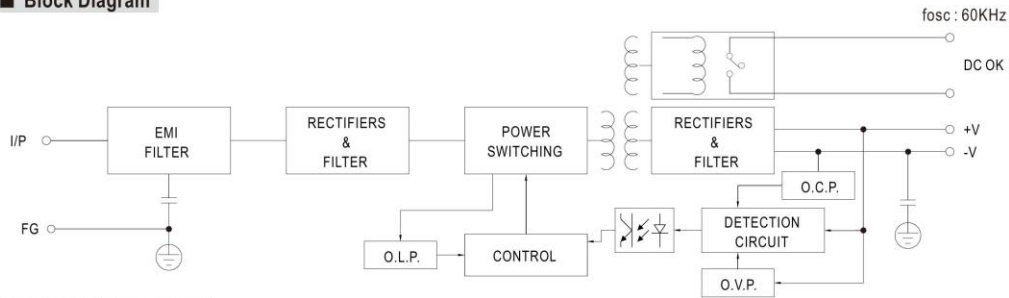 ■ Block Diagram
fosc : 60KHz
DC OK
I/P
EMI
FILTER
RECTIFIERS
&
FILTER
POWER
SWITCHING
RECTIFIERS
&
FILTER
+V
-V
O.C.P.
FG
O.L.P.
CONTROL
DETECTION
CIRCUIT
O.V.P.